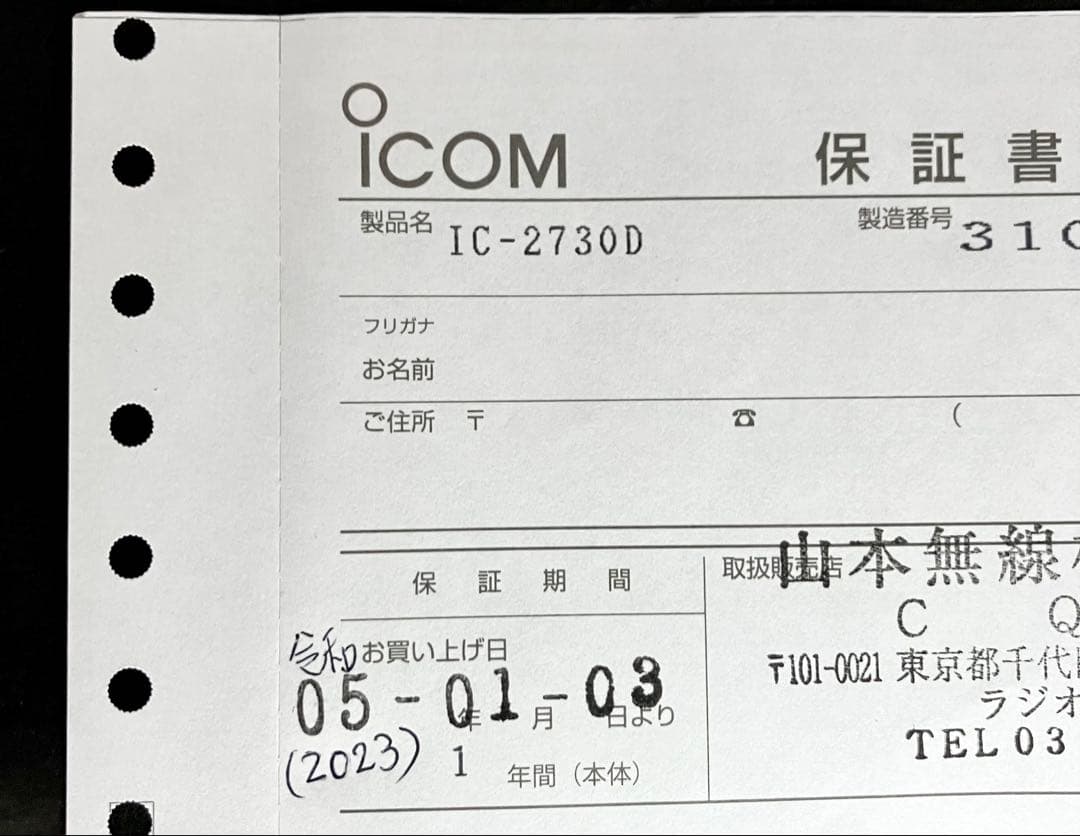 ICOM 保証書
製品名 IC-2730D 製造番号 310
フリガナ
お名前
ご住所 〒 ☎ (
保証期間 取扱販売店 山本無線
C Q
令和 お買い上げ日
〒101-0021 東京都千代
05-01-03
年 月 日より
ラジオ
(2023) 1 年間(本体)
TEL 03